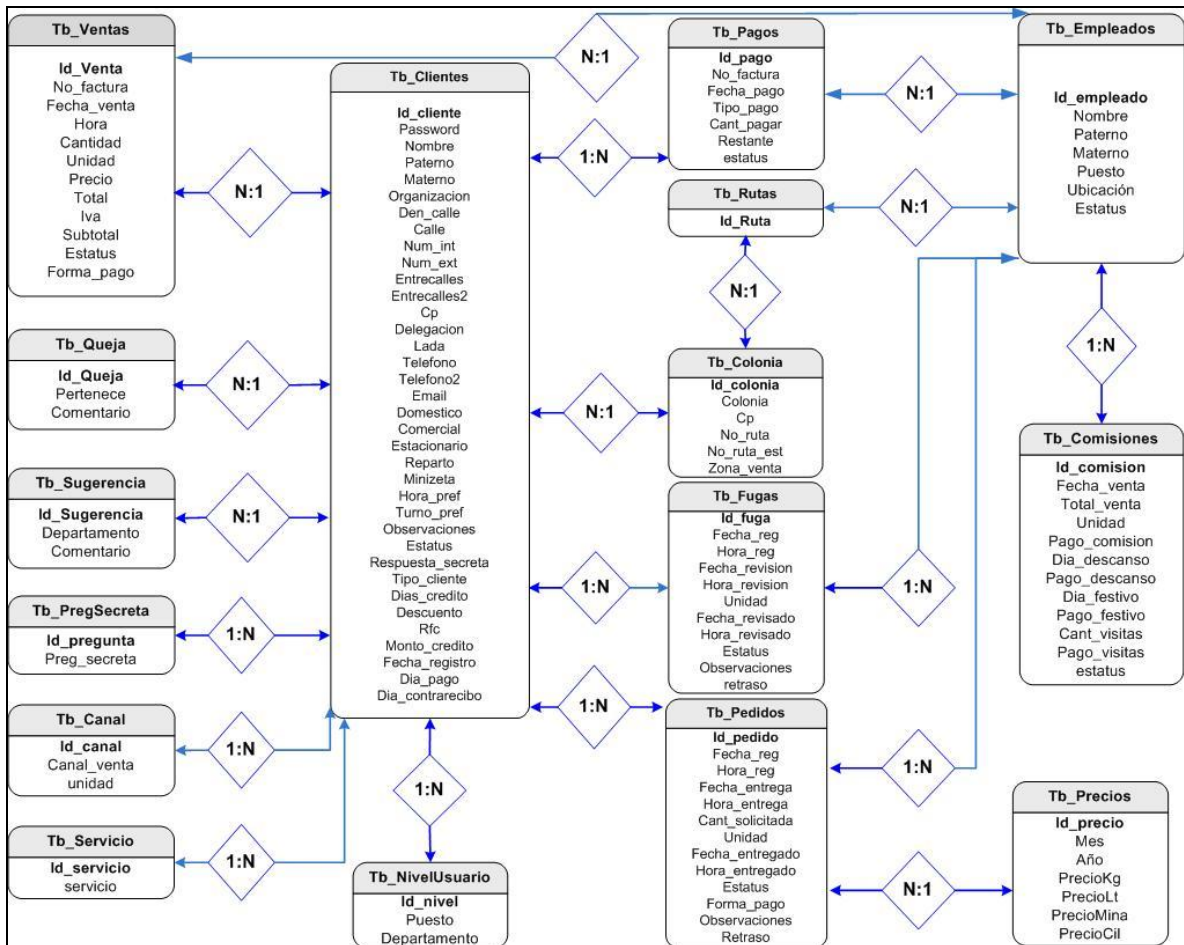 Tb_Ventas
Id_Venta
No_factura
Fecha_venta
Hora
Cantidad
Unidad
Precio
Total
Iva
Subtotal
Estatus
Forma_pago
N:1
N:1
Tb_Queja
Id_Queja
Pertenece
Comentario
N:1
Tb_Sugerencia
Id_Sugerencia
Departamento
Comentario
N:1
Tb_PregSecreta
Id_pregunta
Preg_secreta
1:N
Tb_Canal
Id_canal
Canal_venta
unidad
1:N
Tb_Servicio
Id_servicio
servicio
1:N
Tb_Clientes
Id_cliente
Password
Nombre
Paterno
Materno
Organizacion
Den_calle
Calle
Num_int
Num_ext
Entrecalles
Entrecalles2
Cp
Delegacion
Lada
Telefono
Telefono2
Email
Domestico
Comercial
Estacionario
Reparto
Minizeta
Hora_pref
Turno_pref
Observaciones
Estatus
Respuesta_secreta
Tipo_cliente
Dias_credito
Descuento
Rfc
Monto_credito
Fecha_registro
Dia_pago
Dia_contrarecibo
1:N
Tb_NivelUsuario
Id_nivel
Puesto
Departamento
1:N
N:1
1:N
1:N
Tb_Pagos
Id_pago
No_factura
Fecha_pago
Tipo_pago
Cant_pagar
Restante
estatus
N:1
Tb_Rutas
Id_Ruta
N:1
N:1
Tb_Colonia
Id_colonia
Colonia
Cp
No_ruta
No_ruta_est
Zona_venta
Tb_Fugas
Id_fuga
Fecha_reg
Hora_reg
Fecha_revision
Hora_revision
Unidad
Fecha_revisado
Hora_revisado
Estatus
Observaciones
retraso
1:N
Tb_Pedidos
Id_pedido
Fecha_reg
Hora_reg
Fecha_entrega
Hora_entrega
Cant_solicitada
Unidad
Fecha_entregado
Hora_entregado
Estatus
Forma_pago
Observaciones
Retraso
1:N
N:1
Tb_Empleados
Id_empleado
Nombre
Paterno
Materno
Puesto
Ubicación
Estatus
1:N
Tb_Comisiones
Id_comision
Fecha_venta
Total_venta
Unidad
Pago_comision
Dia_descanso
Pago_descanso
Dia_festivo
Pago_festivo
Cant_visitas
Pago_visitas
estatus
Tb_Precios
Id_precio
Mes
Año
PrecioKg
PrecioLt
PrecioMina
PrecioCil